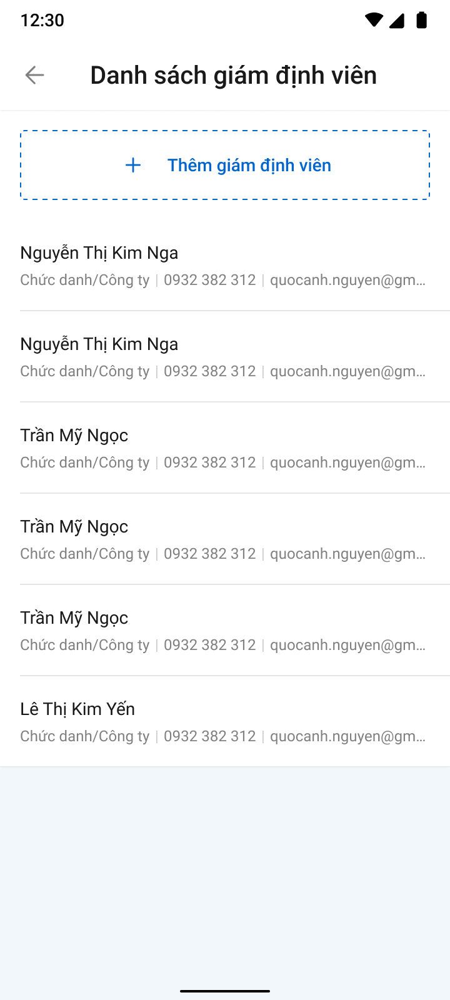 12:30
Danh sách giám định viên
Thêm giám định viên
Nguyễn Thị Kim Nga
Chức danh/Công ty | 0932 382 312 | quocanh.nguyen@gm...
Nguyễn Thị Kim Nga
Chức danh/Công ty | 0932 382 312 | quocanh.nguyen@gm...
Trần Mỹ Ngọc
Chức danh/Công ty | 0932 382 312 | quocanh.nguyen@gm...
Trần Mỹ Ngọc
Chức danh/Công ty | 0932 382 312 | quocanh.nguyen@gm...
Trần Mỹ Ngọc
Chức danh/Công ty | 0932 382 312 | quocanh.nguyen@gm...
Lê Thị Kim Yến
Chức danh/Công ty | 0932 382 312 | quocanh.nguyen@gm...